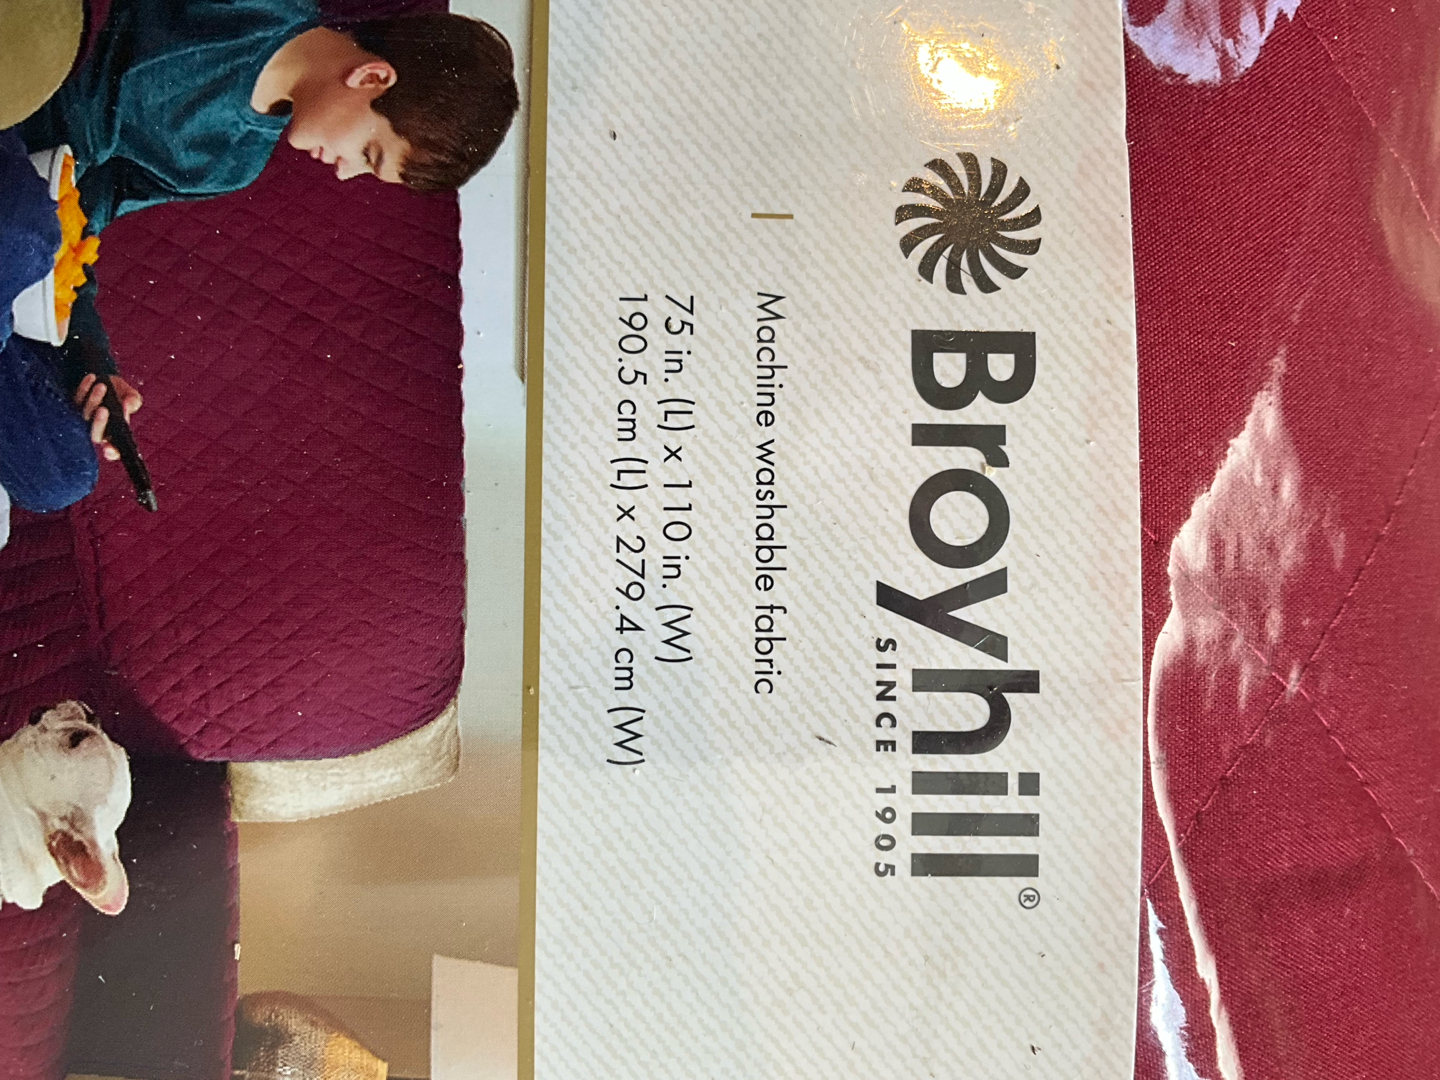 Broyhill®
SINCE 1905
Machine washable fabric
75 in. (L) x 110 in. (W)
190.5 cm (L) x 279.4 cm (W)